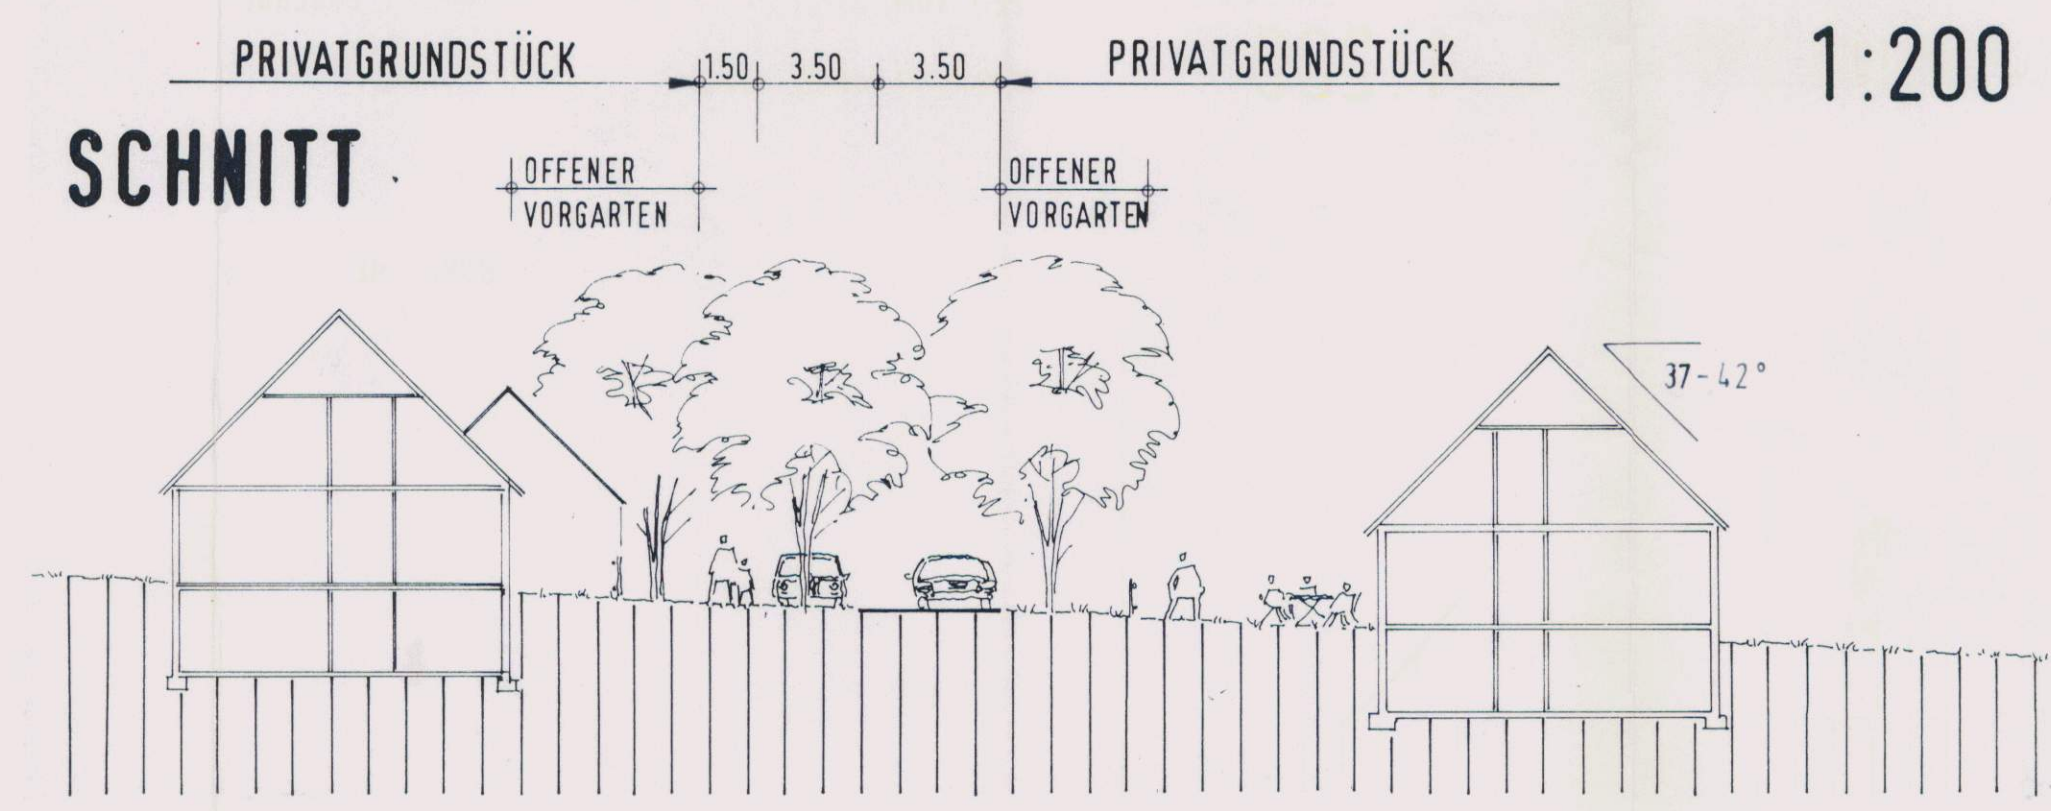 PRIVATGRUNDSTÜCK
1.50
3.50
3.50
PRIVATGRUNDSTÜCK
1:200
SCHNITT
OFFENER
VORGARTEN
OFFENER
VORGARTEN
37-42°